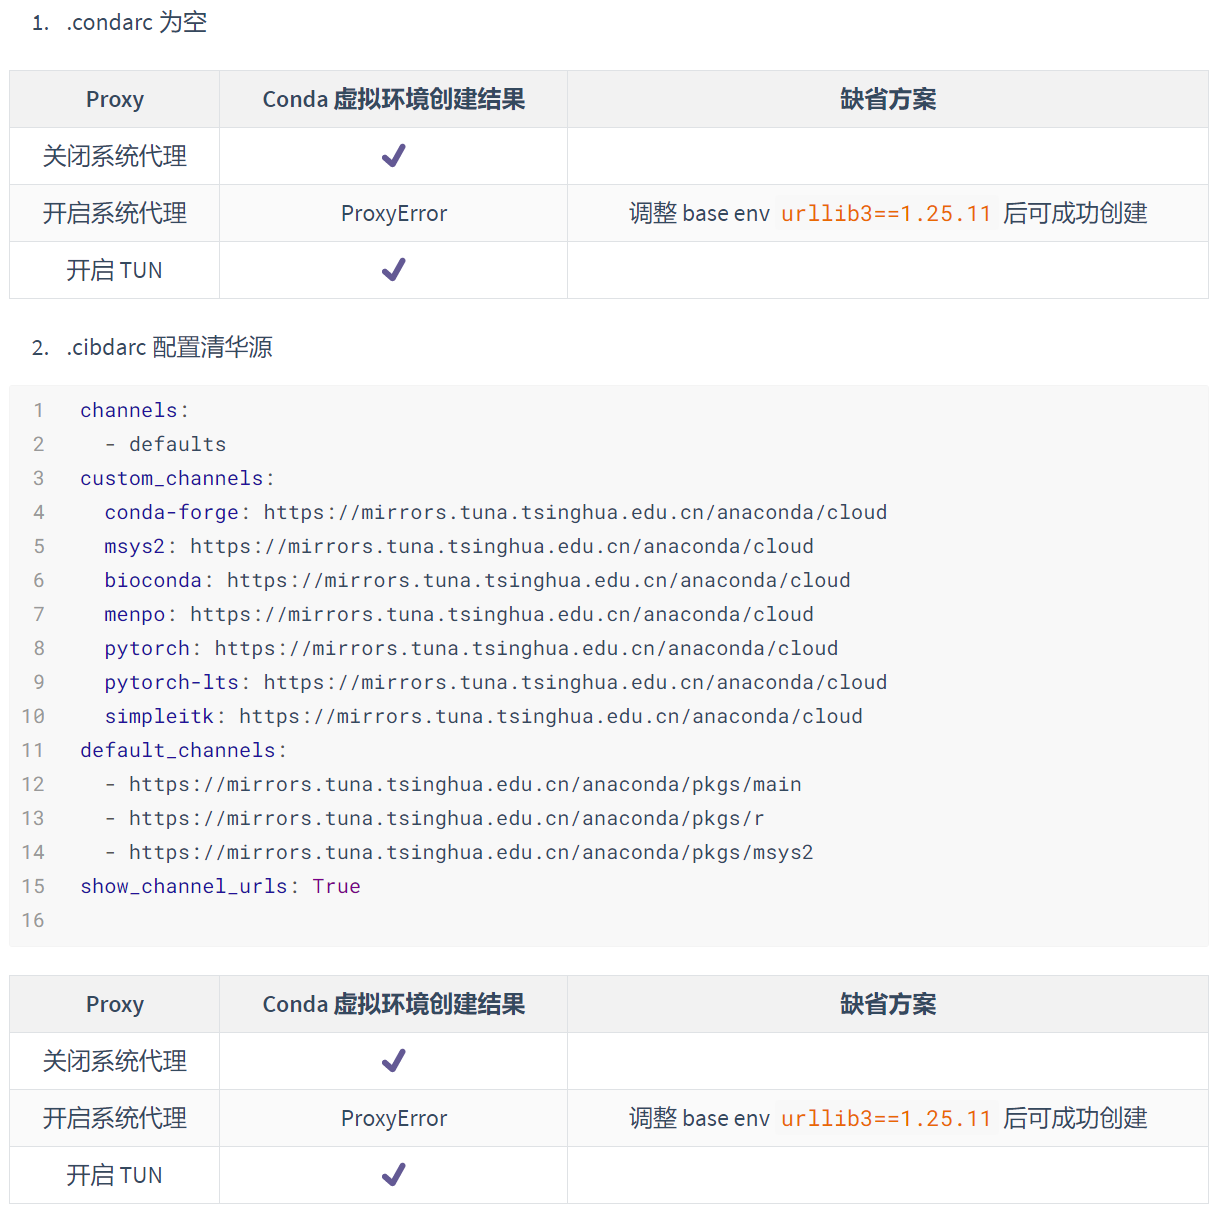 1. .condarc 为空
Proxy Conda 虚拟环境创建结果 缺省方案
关闭系统代理 ✔
开启系统代理 ProxyError 调整 base env urllib3==1.25.11 后可成功创建
开启 TUN ✔
2. .cibdarc 配置清华源
1 channels:
2 - defaults
3 custom_channels:
4 conda-forge: https://mirrors.tuna.tsinghua.edu.cn/anaconda/cloud
5 msys2: https://mirrors.tuna.tsinghua.edu.cn/anaconda/cloud
6 bioconda: https://mirrors.tuna.tsinghua.edu.cn/anaconda/cloud
7 menpo: https://mirrors.tuna.tsinghua.edu.cn/anaconda/cloud
8 pytorch: https://mirrors.tuna.tsinghua.edu.cn/anaconda/cloud
9 pytorch-lts: https://mirrors.tuna.tsinghua.edu.cn/anaconda/cloud
10 simpleitk: https://mirrors.tuna.tsinghua.edu.cn/anaconda/cloud
11 default_channels:
12 - https://mirrors.tuna.tsinghua.edu.cn/anaconda/pkgs/main
13 - https://mirrors.tuna.tsinghua.edu.cn/anaconda/pkgs/r
14 - https://mirrors.tuna.tsinghua.edu.cn/anaconda/pkgs/msys2
15 show_channel_urls: True
16
Proxy Conda 虚拟环境创建结果 缺省方案
关闭系统代理 ✔
开启系统代理 ProxyError 调整 base env urllib3==1.25.11 后可成功创建
开启 TUN ✔